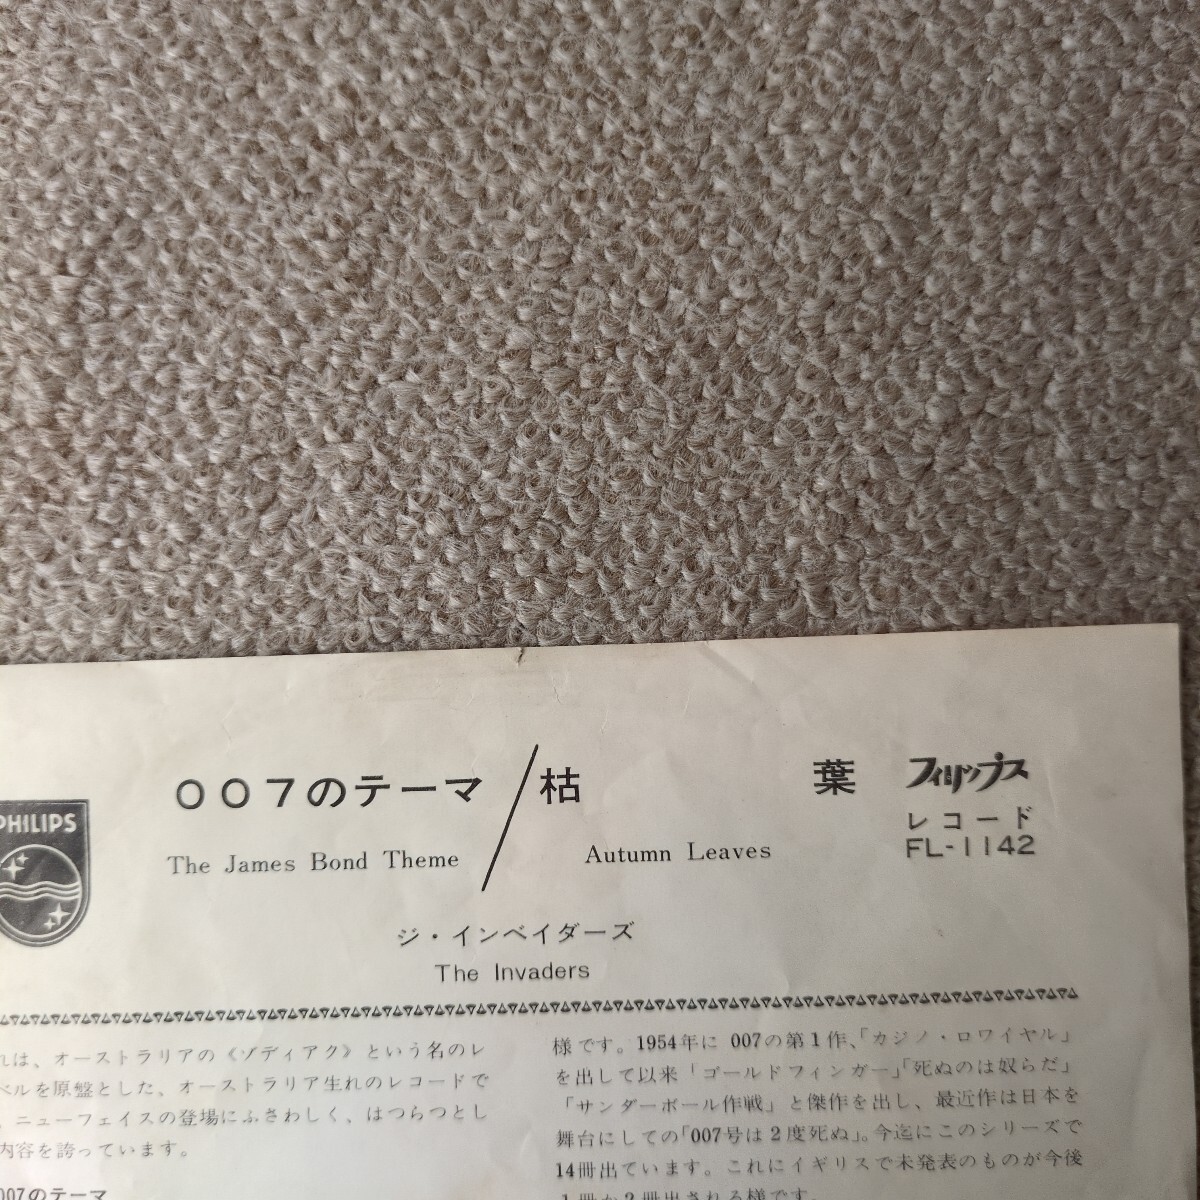 PHILIPS
007のテーマ/枯葉
The James Bond Theme
Autumn Leaves
フィリップス
レコード
FL-1142
ジ・インベイダーズ
The Invaders
れは、オーストラリアの《ゾディアク》という名のレ
ベルを原盤とした、オーストラリア生れのレコードで
、ニューフェイスの登場にふさわしく、はつらつとし
内容を誇っています。
007のテーマ
様です。1954年に 007の第1作、「カジノ・ロワイヤル」
を出して以来「ゴールドフィンガー」「死ぬのは奴らだ」
「サンダーボール作戦」と傑作を出し、最近作は日本を
舞台にしての「007号は2度死ぬ」。今迄にこのシリーズで
14冊出ています。これにイギリスで未発表のものが今後
1冊か2冊出される様です。